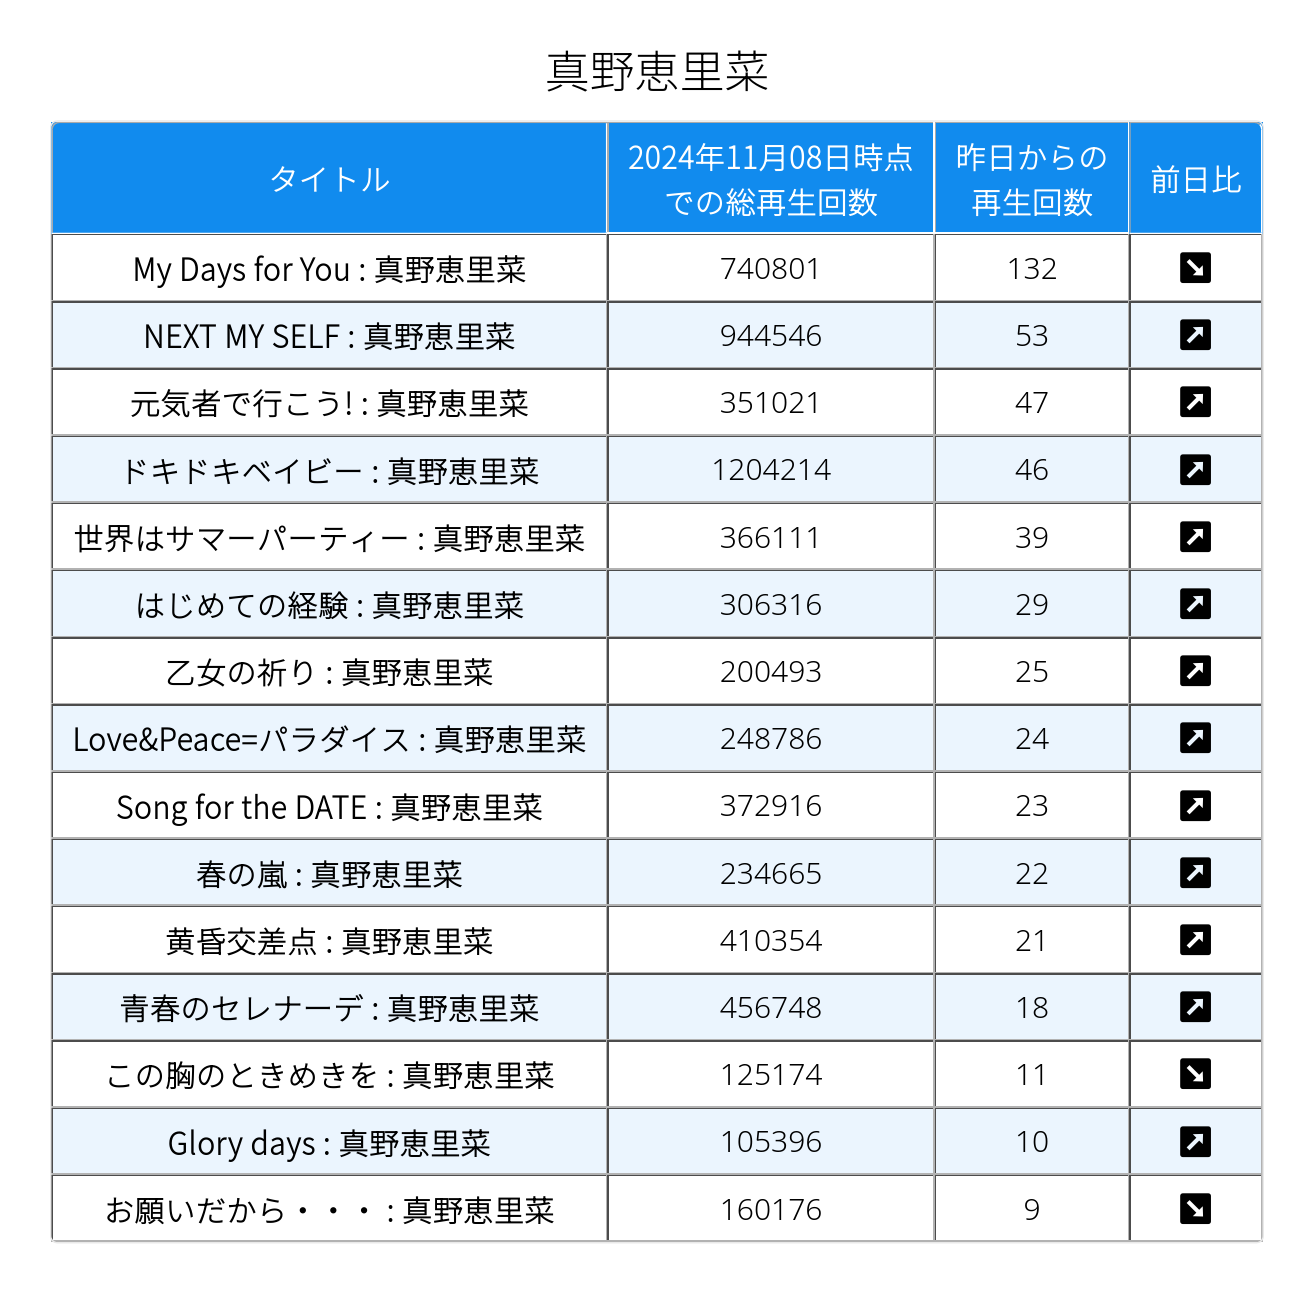 真野恵里菜
タイトル 2024年11月08日時点での総再生回数 昨日からの再生回数 前日比
My Days for You : 真野恵里菜 740801 132 ↘
NEXT MY SELF : 真野恵里菜 944546 53 ↗
元気者で行こう! : 真野恵里菜 351021 47 ↗
ドキドキベイビー : 真野恵里菜 1204214 46 ↗
世界はサマーパーティー : 真野恵里菜 366111 39 ↗
はじめての経験 : 真野恵里菜 306316 29 ↗
乙女の祈り : 真野恵里菜 200493 25 ↗
Love&Peace=パラダイス : 真野恵里菜 248786 24 ↗
Song for the DATE : 真野恵里菜 372916 23 ↗
春の嵐 : 真野恵里菜 234665 22 ↗
黄昏交差点 : 真野恵里菜 410354 21 ↗
青春のセレナーデ : 真野恵里菜 456748 18 ↗
この胸のときめきを : 真野恵里菜 125174 11 ↘
Glory days : 真野恵里菜 105396 10 ↗
お願いだから・・・ : 真野恵里菜 160176 9 ↘